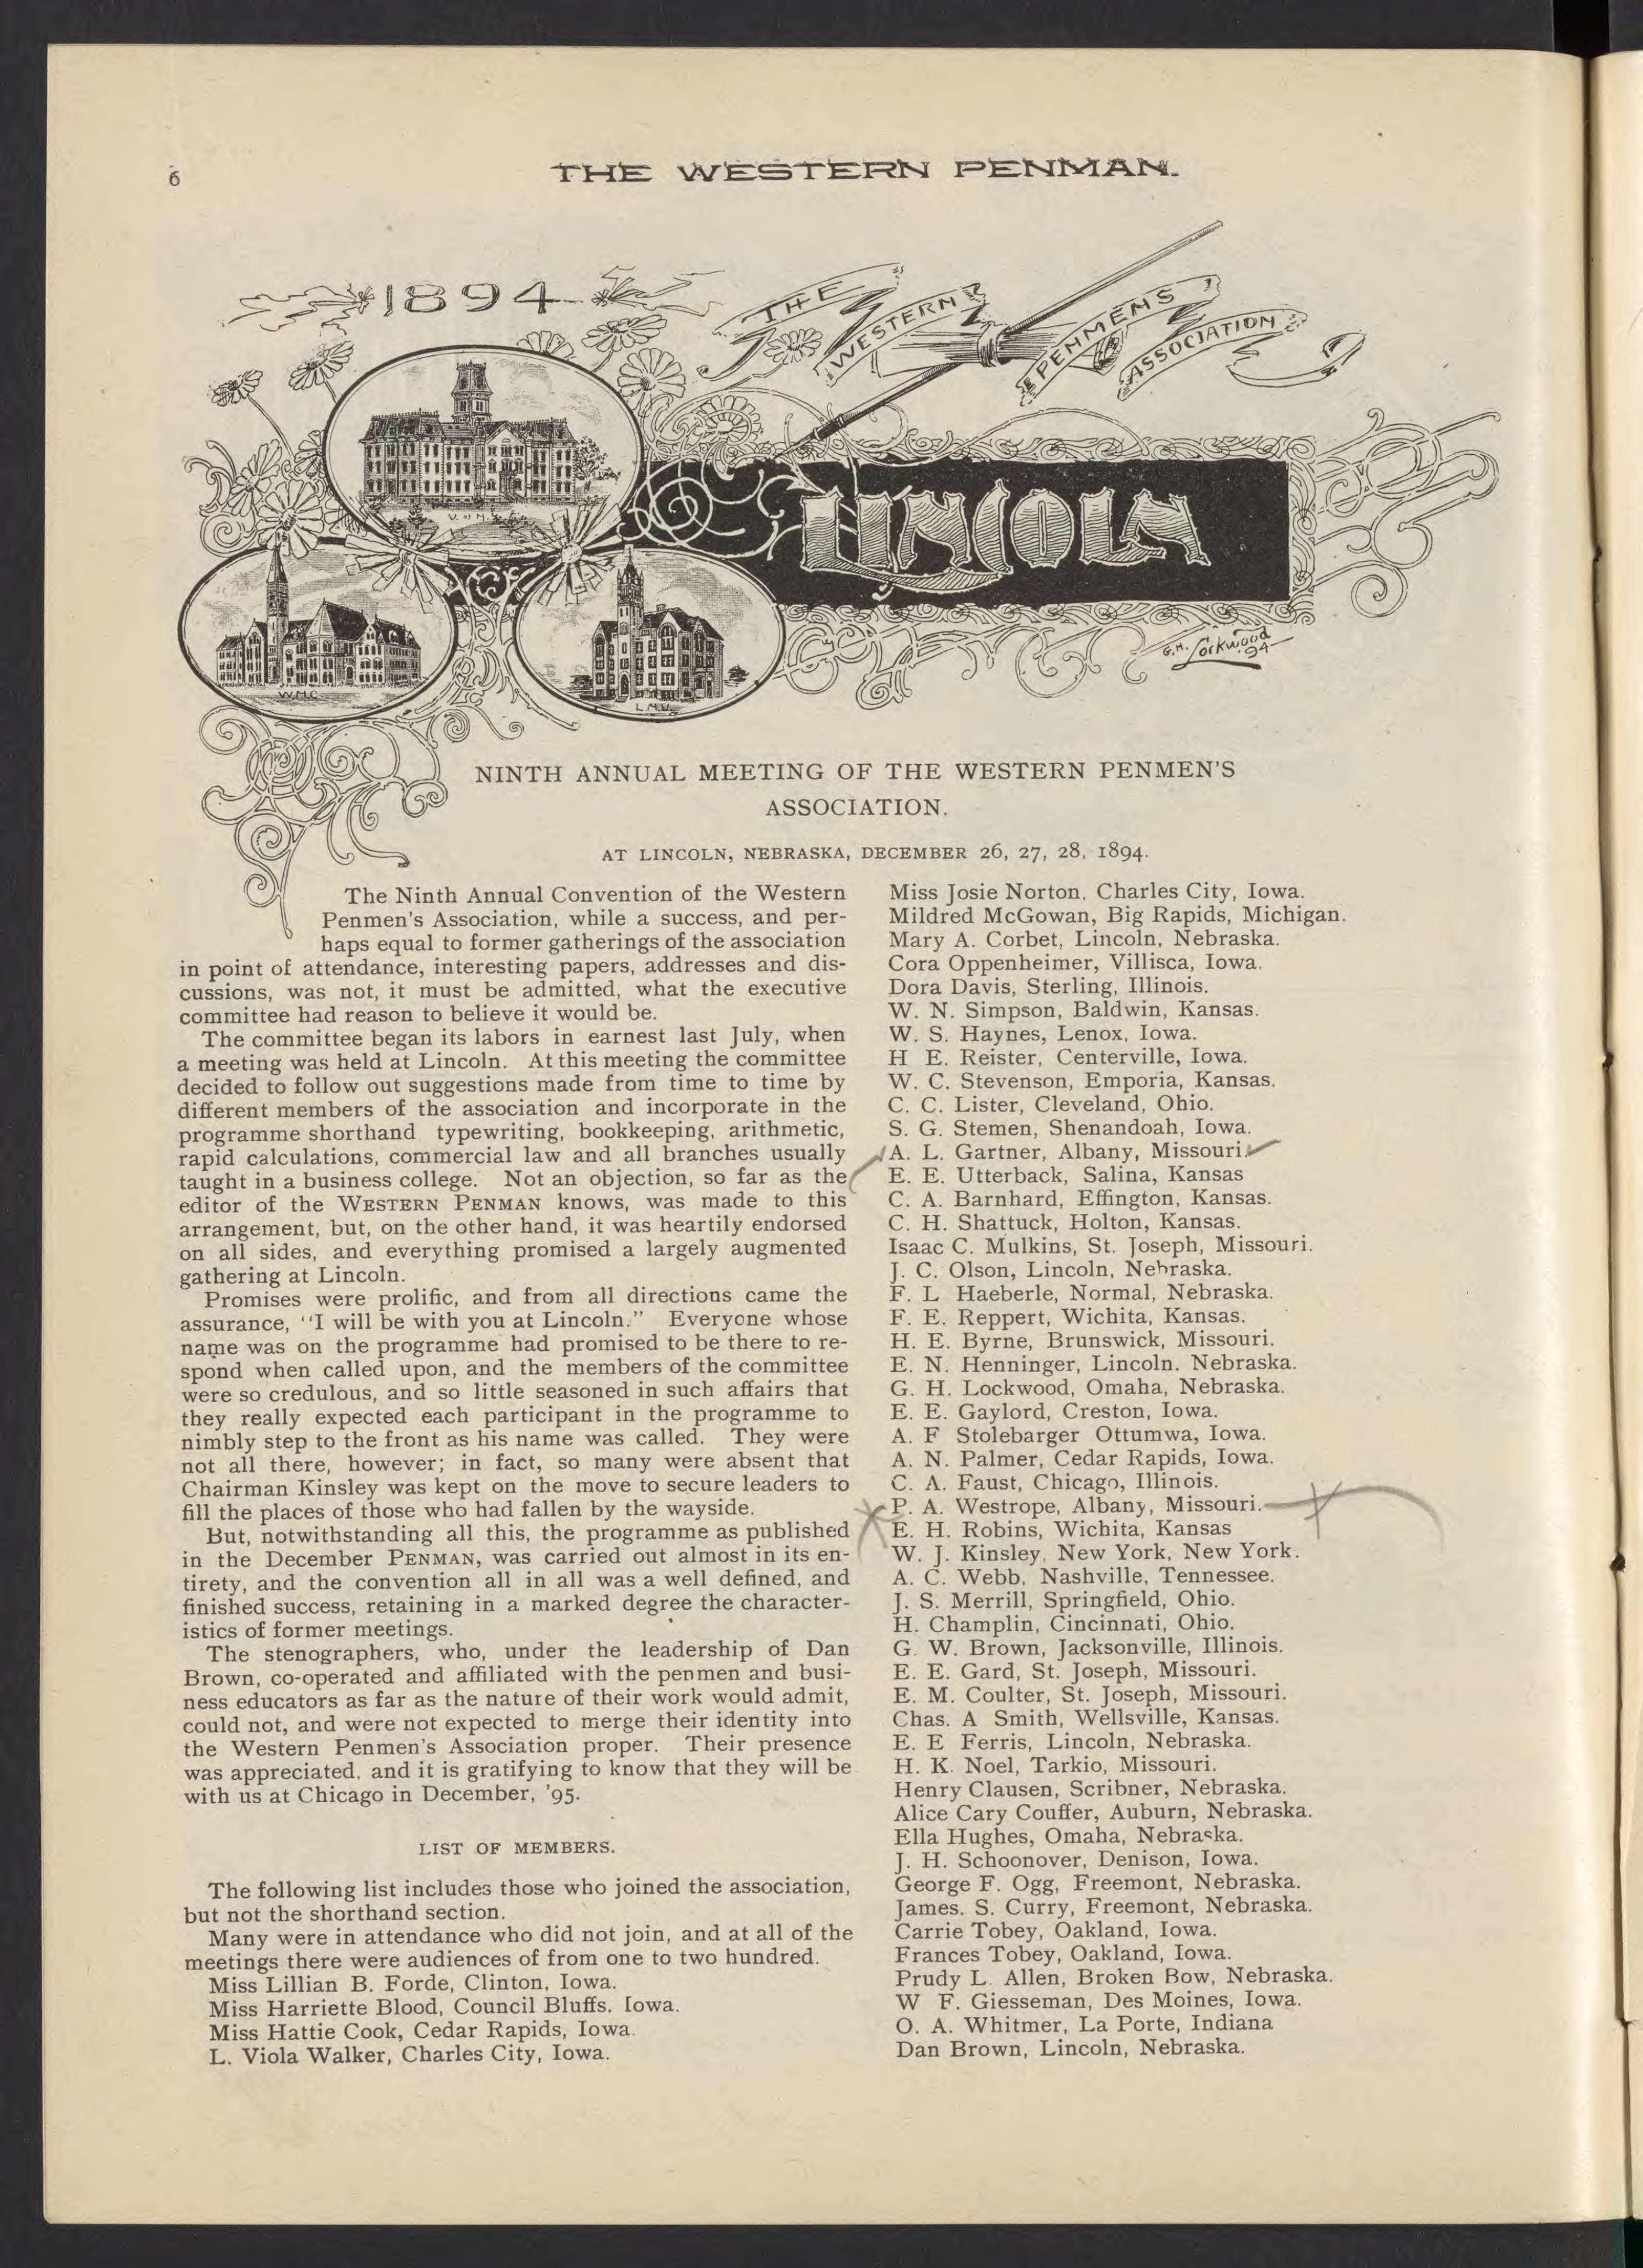 6
THE WESTERN PENMAN.
1894
THE
WESTERN
PENMENS
ASSOCIATION
LINCOLN
W.N.C.
G.H. Lockwood
94
NINTH ANNUAL MEETING OF THE WESTERN PENMEN'S
ASSOCIATION.
AT LINCOLN, NEBRASKA, DECEMBER 26, 27, 28, 1894.
The Ninth Annual Convention of the Western
Penmen's Association, while a success, and per-
haps equal to former gatherings of the association
in point of attendance, interesting papers, addresses and dis-
cussions, was not, it must be admitted, what the executive
committee had reason to believe it would be.
The committee began its labors in earnest last July, when
a meeting was held at Lincoln. At this meeting the committee
decided to follow out suggestions made from time to time by
different members of the association and incorporate in the
programme shorthand typewriting, bookkeeping, arithmetic,
rapid calculations, commercial law and all branches usually
taught in a business college. Not an objection, so far as the
editor of the WESTERN PENMAN knows, was made to this
arrangement, but, on the other hand, it was heartily endorsed
on all sides, and everything promised a largely augmented
gathering at Lincoln.
Promises were prolific, and from all directions came the
assurance, "I will be with you at Lincoln." Everyone whose
name was on the programme had promised to be there to re-
spond when called upon, and the members of the committee
were so credulous, and so little seasoned in such affairs that
they really expected each participant in the programme to
nimbly step to the front as his name was called. They were
not all there, however; in fact, so many were absent that
Chairman Kinsley was kept on the move to secure leaders to
fill the places of those who had fallen by the wayside.
But, notwithstanding all this, the programme as published
in the December PENMAN, was carried out almost in its en-
tirety, and the convention all in all was a well defined, and
finished success, retaining in a marked degree the character-
istics of former meetings.
The stenographers, who, under the leadership of Dan
Brown, co-operated and affiliated with the penmen and busi-
ness educators as far as the nature of their work would admit,
could not, and were not expected to merge their identity into
the Western Penmen's Association proper. Their presence
was appreciated, and it is gratifying to know that they will be
with us at Chicago in December, '95.
LIST OF MEMBERS.
The following list includes those who joined the association,
but not the shorthand section.
Many were in attendance who did not join, and at all of the
meetings there were audiences of from one to two hundred.
Miss Lillian B. Forde, Clinton, Iowa.
Miss Harriette Blood, Council Bluffs. Iowa.
Miss Hattie Cook, Cedar Rapids, Iowa.
L. Viola Walker, Charles City, Iowa.
Miss Josie Norton, Charles City, Iowa.
Mildred McGowan, Big Rapids, Michigan.
Mary A. Corbet, Lincoln, Nebraska.
Cora Oppenheimer, Villisca, Iowa.
Dora Davis, Sterling, Illinois.
W. N. Simpson, Baldwin, Kansas.
W. S. Haynes, Lenox, Iowa.
H E. Reister, Centerville, Iowa.
W. C. Stevenson, Emporia, Kansas.
C. C. Lister, Cleveland, Ohio.
S. G. Stemen, Shenandoah, Iowa.
A. L. Gartner, Albany, Missouri.
E. E. Utterback, Salina, Kansas
C. A. Barnhard, Effington, Kansas.
C. H. Shattuck, Holton, Kansas.
Isaac C. Mulkins, St. Joseph, Missouri.
J. C. Olson, Lincoln, Nebraska.
F. L Haeberle, Normal, Nebraska.
F. E. Reppert, Wichita, Kansas.
H. E. Byrne, Brunswick, Missouri.
E. N. Henninger, Lincoln. Nebraska.
G. H. Lockwood, Omaha, Nebraska.
E. E. Gaylord, Creston, Iowa.
A. F Stolebarger Ottumwa, Iowa.
A. N. Palmer, Cedar Rapids, Iowa.
C. A. Faust, Chicago, Illinois.
P. A. Westrope, Albany, Missouri.
E. H. Robins, Wichita, Kansas
W. J. Kinsley, New York, New York.
A. C. Webb, Nashville, Tennessee.
J. S. Merrill, Springfield, Ohio.
H. Champlin, Cincinnati, Ohio.
G. W. Brown, Jacksonville, Illinois.
E. E. Gard, St. Joseph, Missouri.
E. M. Coulter, St. Joseph, Missouri.
Chas. A Smith, Wellsville, Kansas.
E. E Ferris, Lincoln, Nebraska.
H. K. Noel, Tarkio, Missouri.
Henry Clausen, Scribner, Nebraska.
Alice Cary Couffer, Auburn, Nebraska.
Ella Hughes, Omaha, Nebraska.
J. H. Schoonover, Denison, Iowa.
George F. Ogg, Freemont, Nebraska.
James. S. Curry, Freemont, Nebraska.
Carrie Tobey, Oakland, Iowa.
Frances Tobey, Oakland, Iowa.
Prudy L. Allen, Broken Bow, Nebraska.
W F. Giesseman, Des Moines, Iowa.
O. A. Whitmer, La Porte, Indiana
Dan Brown, Lincoln, Nebraska.